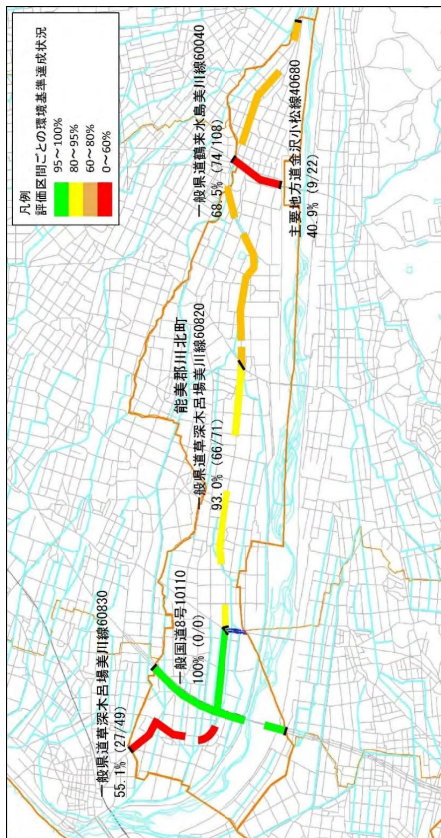 凡例
評価区間ごとの環境基準達成状況
95～100%
80～95%
60～80%
0～60%
一般県道草深木呂場美川線60830
55.1% (27/49)
一般国道8号10110
100% (0/0)
能美郡川北町
一般県道草深木呂場美川線60820
93.0% (66/71)
一般県道鶴来水島美川線60040
68.5% (74/108)
主要地方道金沢小松線40680
40.9% (9/22)